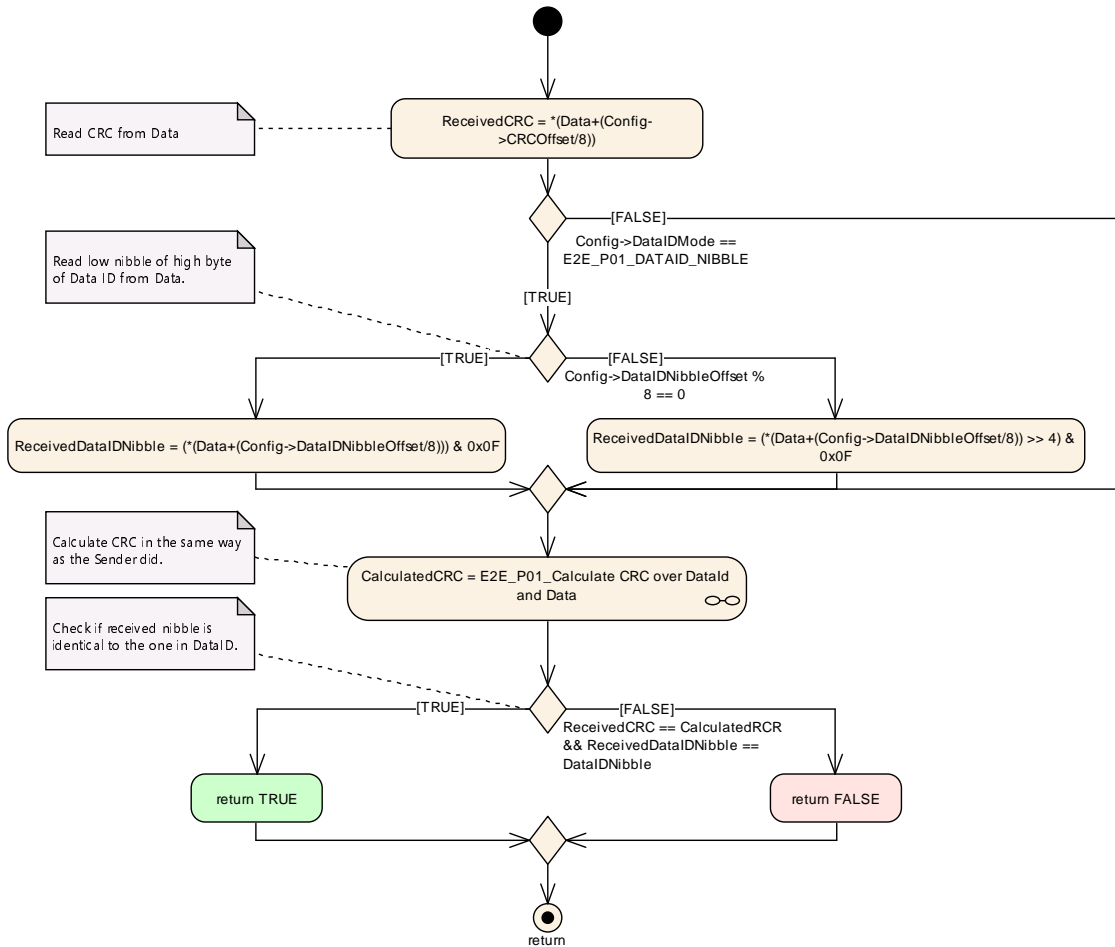 Read CRC from Data
ReceivedCRC = *(Data+(Config-
>CRCOffset/8))
[FALSE]
Config->DataIDMode ==
E2E_P01_DATAID_NIBBLE
Read low nibble of high byte
of Data ID from Data.
[TRUE]
[TRUE]
[FALSE]
Config->DataIDNibbleOffset %
8 == 0
ReceivedDataIDNibble = (*(Data+(Config->DataIDNibbleOffset/8))) & 0x0F
ReceivedDataIDNibble = (*(Data+(Config->DataIDNibbleOffset/8)) >> 4) &
0x0F
Calculate CRC in the same way
as the Sender did.
CalculatedCRC = E2E_P01_Calculate CRC over DataId
and Data
Check if received nibble is
identical to the one in DataID.
[TRUE]
[FALSE]
ReceivedCRC == CalculatedRCR
&& ReceivedDataIDNibble ==
DataIDNibble
return TRUE
return FALSE
return